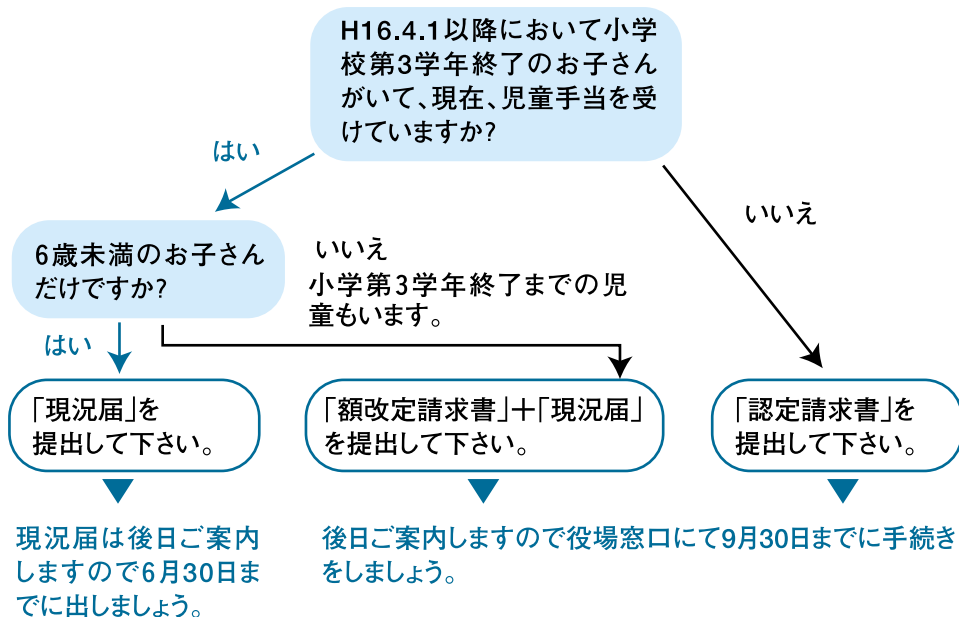 H16.4.1以降において小学
校第3学年終了のお子さん
がいて、現在、児童手当を受
けていますか?
はい
いいえ
6歳未満のお子さん
だけですか?
いいえ
小学第3学年終了までの児
童もいます。
はい
「現況届」を
提出して下さい。
「額改定請求書」＋「現況届」
を提出して下さい。
「認定請求書」を
提出して下さい。
現況届は後日ご案内
しますので6月30日ま
でに出しましょう。
後日ご案内しますので役場窓口にて9月30日までに手続き
をしましょう。